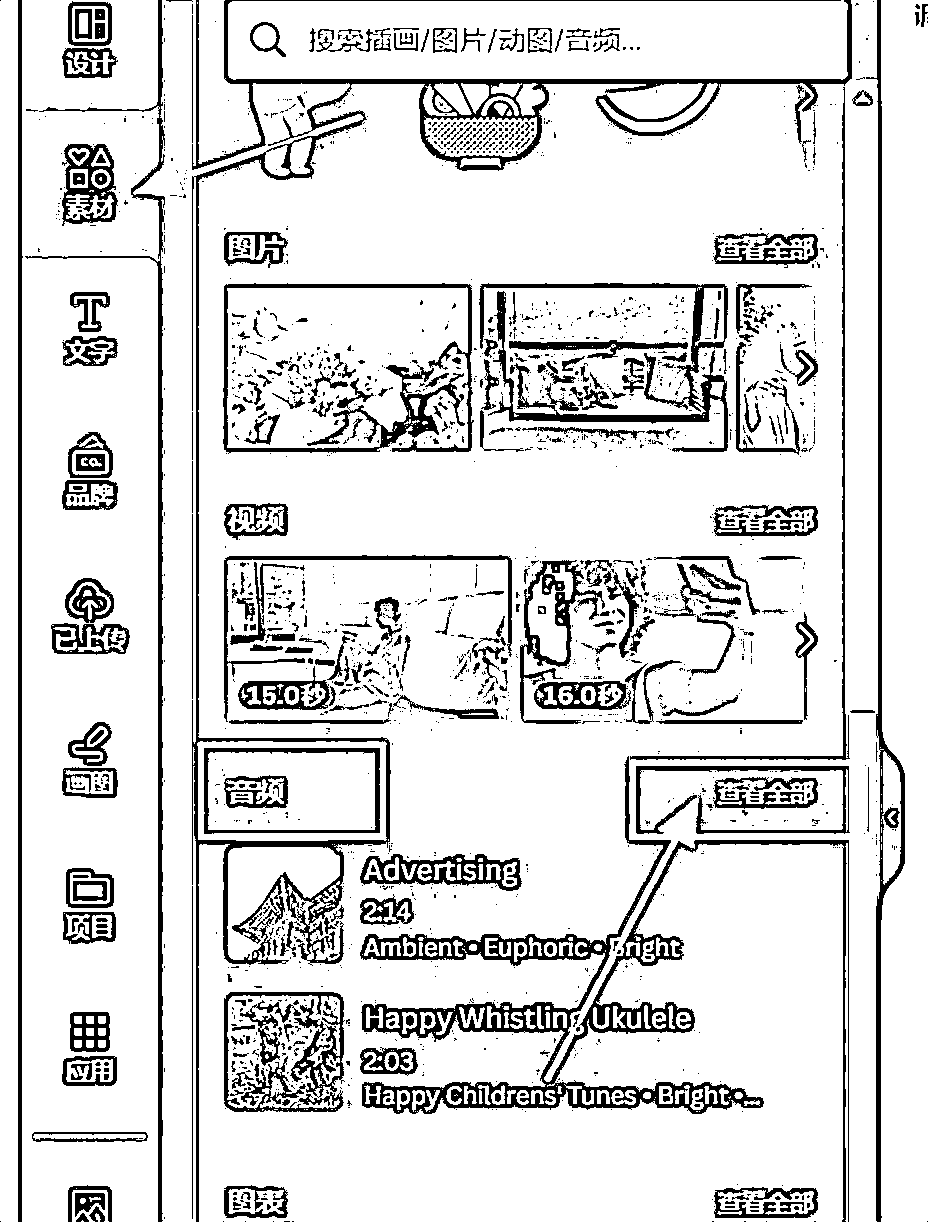 设计
搜索插画/图片/动图/音频...
素材
图片
查看全部
文字
品牌
CO.
视频
查看全部
已上传
15.0秒
16.0秒
画图
音频
查看全部
Advertising
2:14
Ambient • Euphoric • Bright
项目
Happy Whistling Ukulele
2:03
Happy Childrens' Tunes • Bright •...
应用
图表
查看全部